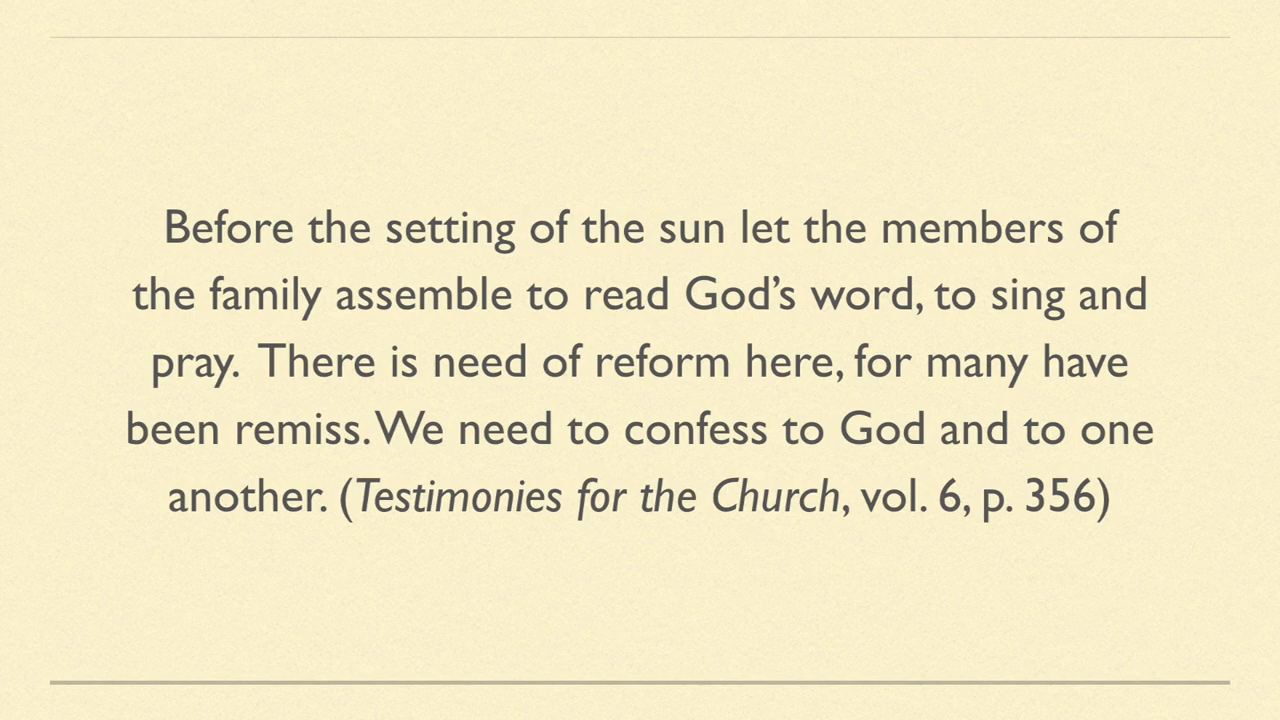 Before the setting of the sun let the members of
the family assemble to read God’s word, to sing and
pray.  There is need of reform here, for many have
been remiss. We need to confess to God and to one
another. (Testimonies for the Church, vol. 6, p. 356)